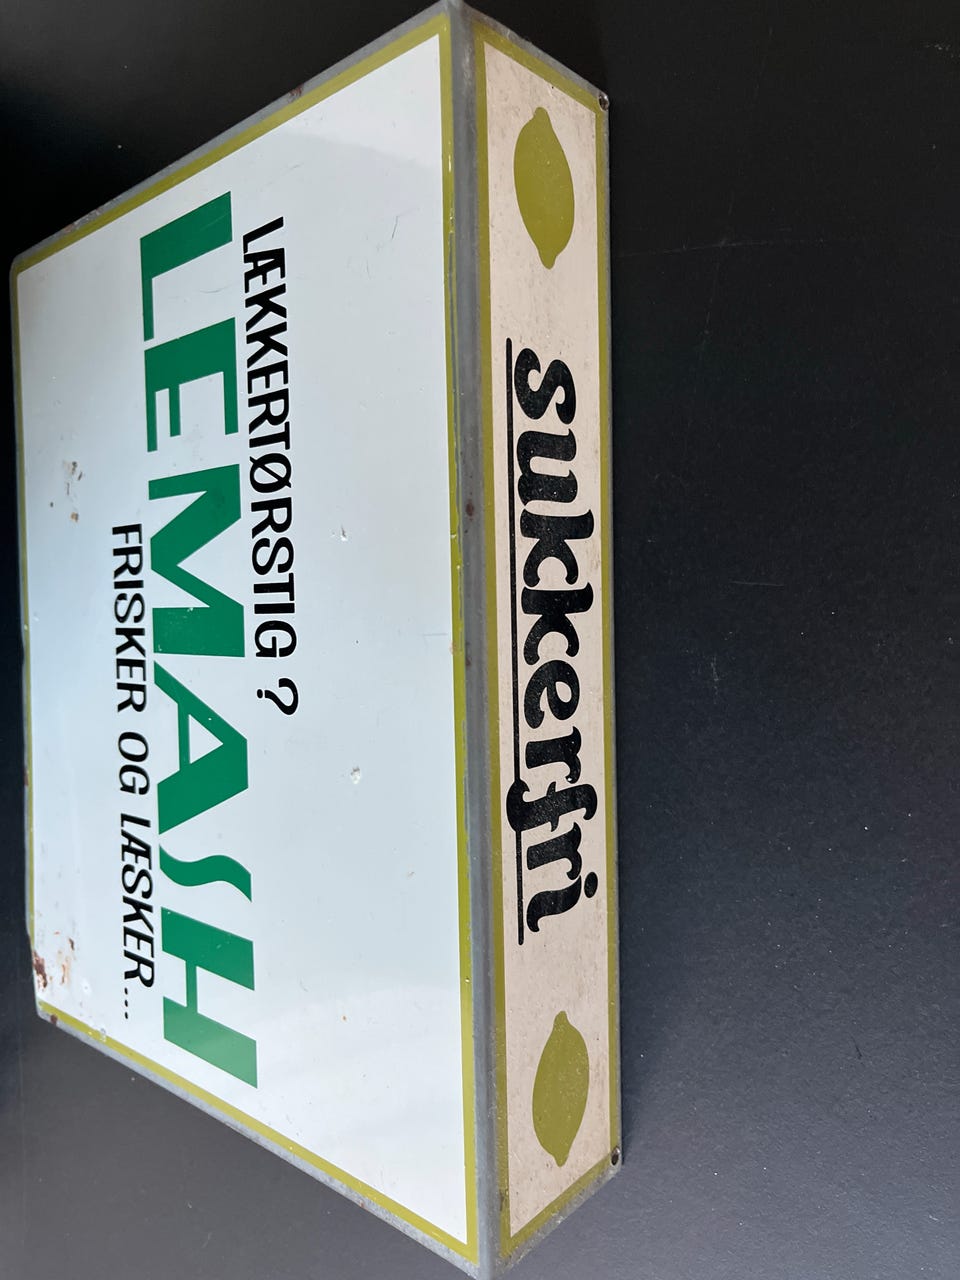 sukkerfri
LÆKKERTØRSTIG ?
LEMASH
FRISKER OG LÆSKER...